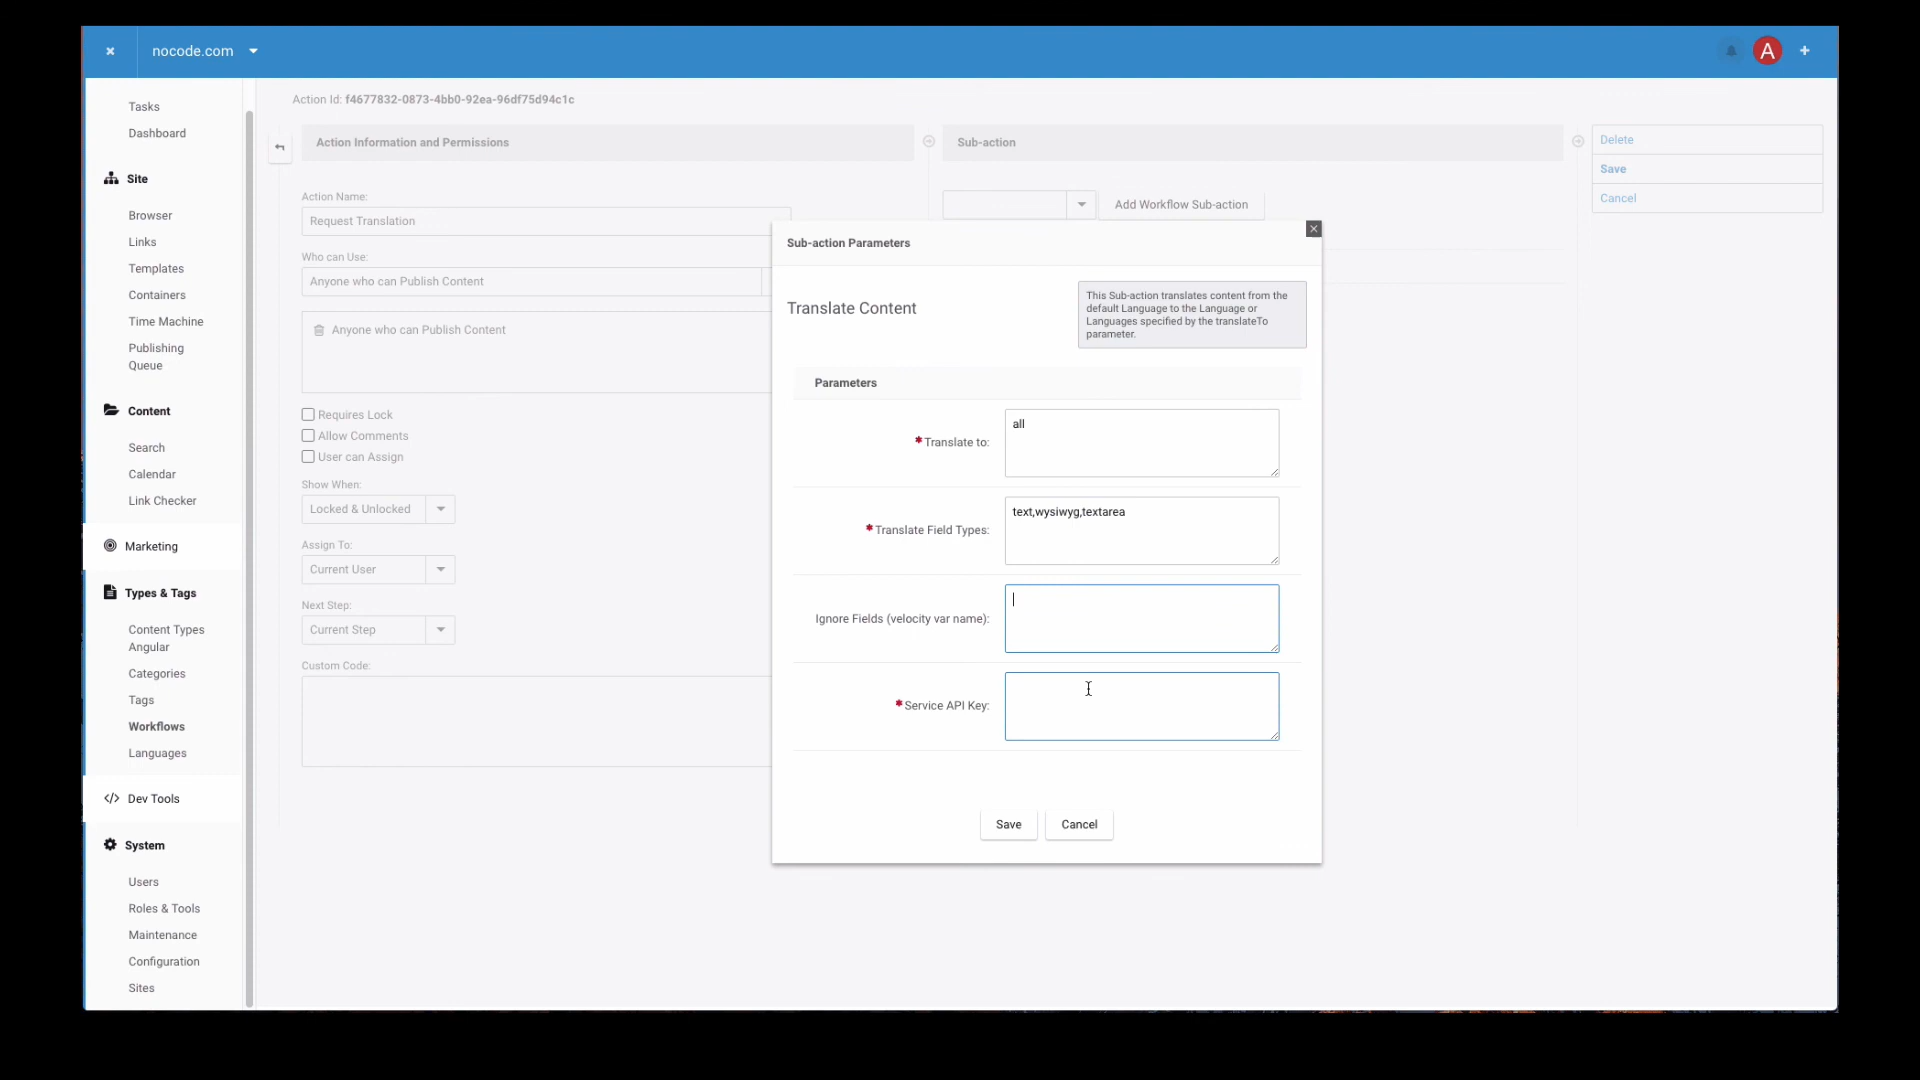 nocode.com
A
Tasks
Dashboard
Site
Browser
Links
Templates
Containers
Time Machine
Publishing
Queue
Content
Search
Calendar
Link Checker
Marketing
Types & Tags
Content Types
Angular
Categories
Tags
Workflows
Languages
Dev Tools
System
Users
Roles & Tools
Maintenance
Configuration
Sites
Action Id: f4677832-0873-4bb0-92ea-96df75d94c1c
Action Information and Permissions
Action Name:
Request Translation
Who can Use:
Anyone who can Publish Content
Anyone who can Publish Content
Requires Lock
Allow Comments
User can Assign
Show When:
Locked & Unlocked
Assign To:
Current User
Next Step:
Current Step
Custom Code:
Sub-action
Add Workflow Sub-action
Delete
Save
Cancel
Sub-action Parameters
Translate Content
This Sub-action translates content from the
default Language to the Language or
Languages specified by the translateTo
parameter.
Parameters
*Translate to:
all
*Translate Field Types:
text,wysiwyg,textarea
Ignore Fields (velocity var name):
*Service API Key:
Save
Cancel